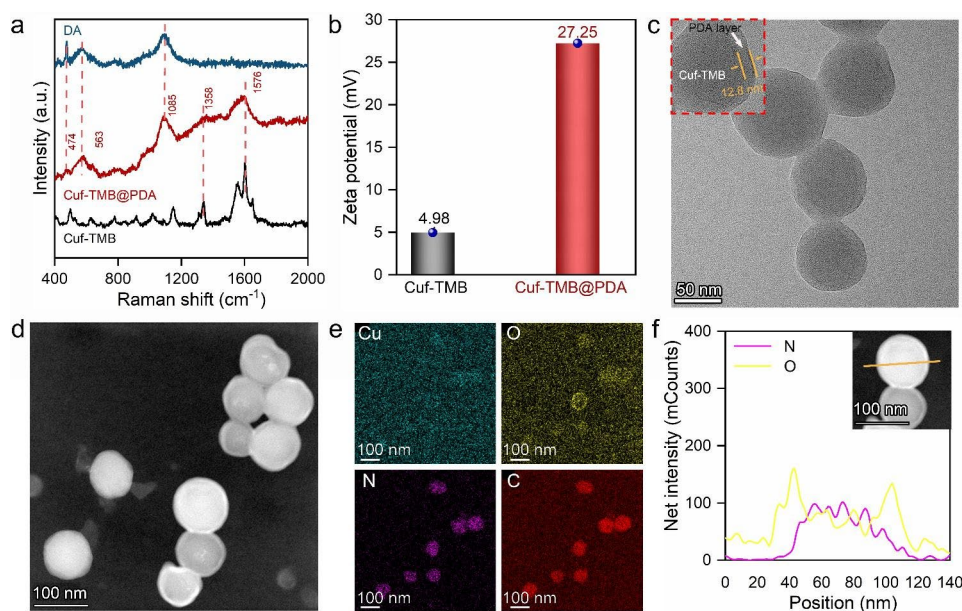 a
DA
474
563
1085
1358
1576
Cuf-TMB@PDA
Cuf-TMB
Intensity (a.u.)
400 800 1200 1600 2000
Raman shift (cm⁻¹)
b
30
25
20
15
10
5
0
Zeta potential (mV)
4.98
27.25
Cuf-TMB
Cuf-TMB@PDA
c
PDA layer
Cuf-TMB
12.8 nm
50 nm
d
100 nm
e
Cu
100 nm
O
100 nm
N
100 nm
C
100 nm
f
400
300
200
100
0
Net intensity (mCounts)
N
O
100 nm
0 20 40 60 80 100 120 140
Position (nm)